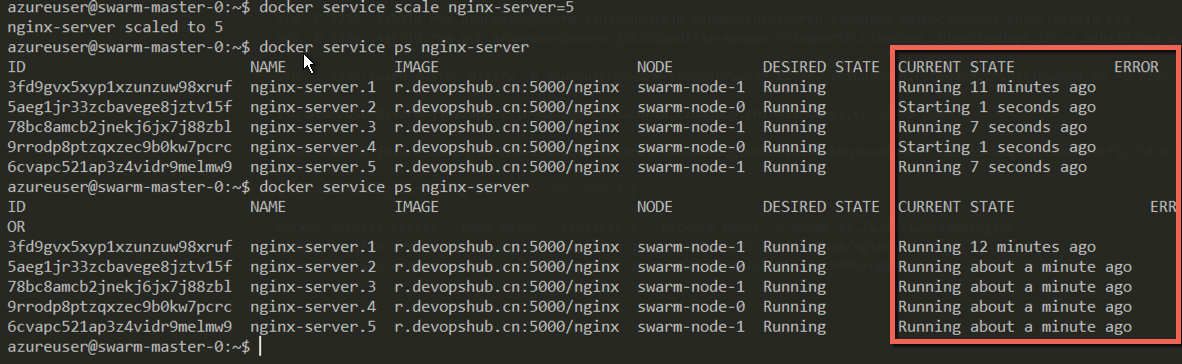 azureuser@swarm-master-0:~$ docker service scale nginx-server=5
nginx-server scaled to 5
azureuser@swarm-master-0:~$ docker service ps nginx-server
ID NAME IMAGE NODE DESIRED STATE CURRENT STATE ERROR
3fd9gvx5xyp1xzunzuw98xruf nginx-server.1 r.devopshub.cn:5000/nginx swarm-node-1 Running Running 11 minutes ago
5aeg1jr33zcbavege8jztv15f nginx-server.2 r.devopshub.cn:5000/nginx swarm-node-0 Running Starting 1 seconds ago
78bc8amcb2jnekj6jx7j88zbl nginx-server.3 r.devopshub.cn:5000/nginx swarm-node-1 Running Running 7 seconds ago
9rrodp8ptzqxzec9b0kw7pcrc nginx-server.4 r.devopshub.cn:5000/nginx swarm-node-0 Running Starting 1 seconds ago
6cvapc521ap3z4vidr9melmw9 nginx-server.5 r.devopshub.cn:5000/nginx swarm-node-1 Running Running 7 seconds ago
azureuser@swarm-master-0:~$ docker service ps nginx-server
ID NAME IMAGE NODE DESIRED STATE CURRENT STATE ERR
OR
3fd9gvx5xyp1xzunzuw98xruf nginx-server.1 r.devopshub.cn:5000/nginx swarm-node-1 Running Running 12 minutes ago
5aeg1jr33zcbavege8jztv15f nginx-server.2 r.devopshub.cn:5000/nginx swarm-node-0 Running Running about a minute ago
78bc8amcb2jnekj6jx7j88zbl nginx-server.3 r.devopshub.cn:5000/nginx swarm-node-1 Running Running about a minute ago
9rrodp8ptzqxzec9b0kw7pcrc nginx-server.4 r.devopshub.cn:5000/nginx swarm-node-0 Running Running about a minute ago
6cvapc521ap3z4vidr9melmw9 nginx-server.5 r.devopshub.cn:5000/nginx swarm-node-1 Running Running about a minute ago
azureuser@swarm-master-0:~$